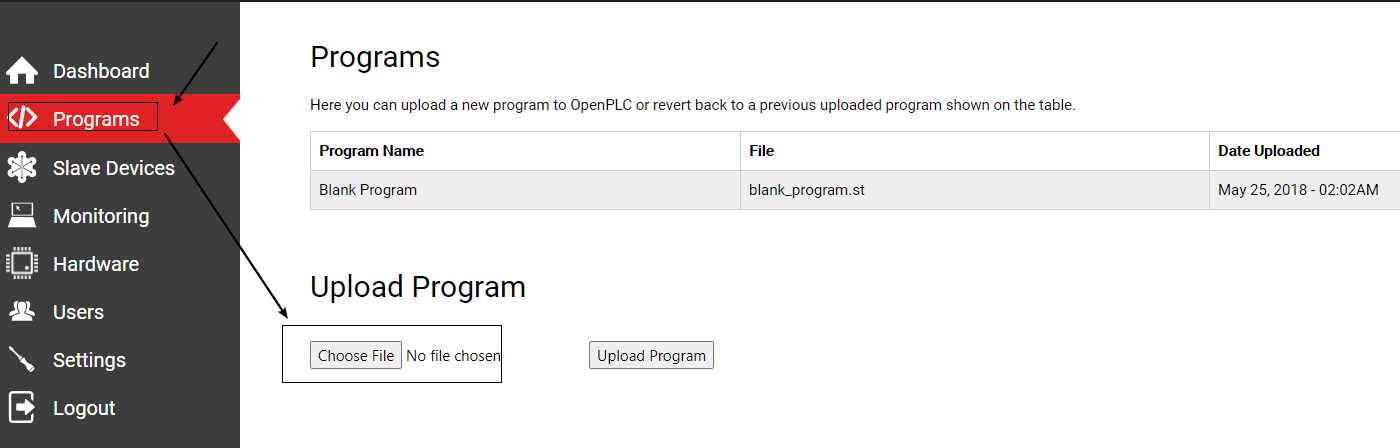 Dashboard
Programs
Slave Devices
Monitoring
Hardware
Users
Settings
Logout
Programs
Here you can upload a new program to OpenPLC or revert back to a previous uploaded program shown on the table.
Program Name File Date Uploaded
Blank Program blank_program.st May 25, 2018 - 02:02AM
Upload Program
Choose File No file chosen Upload Program